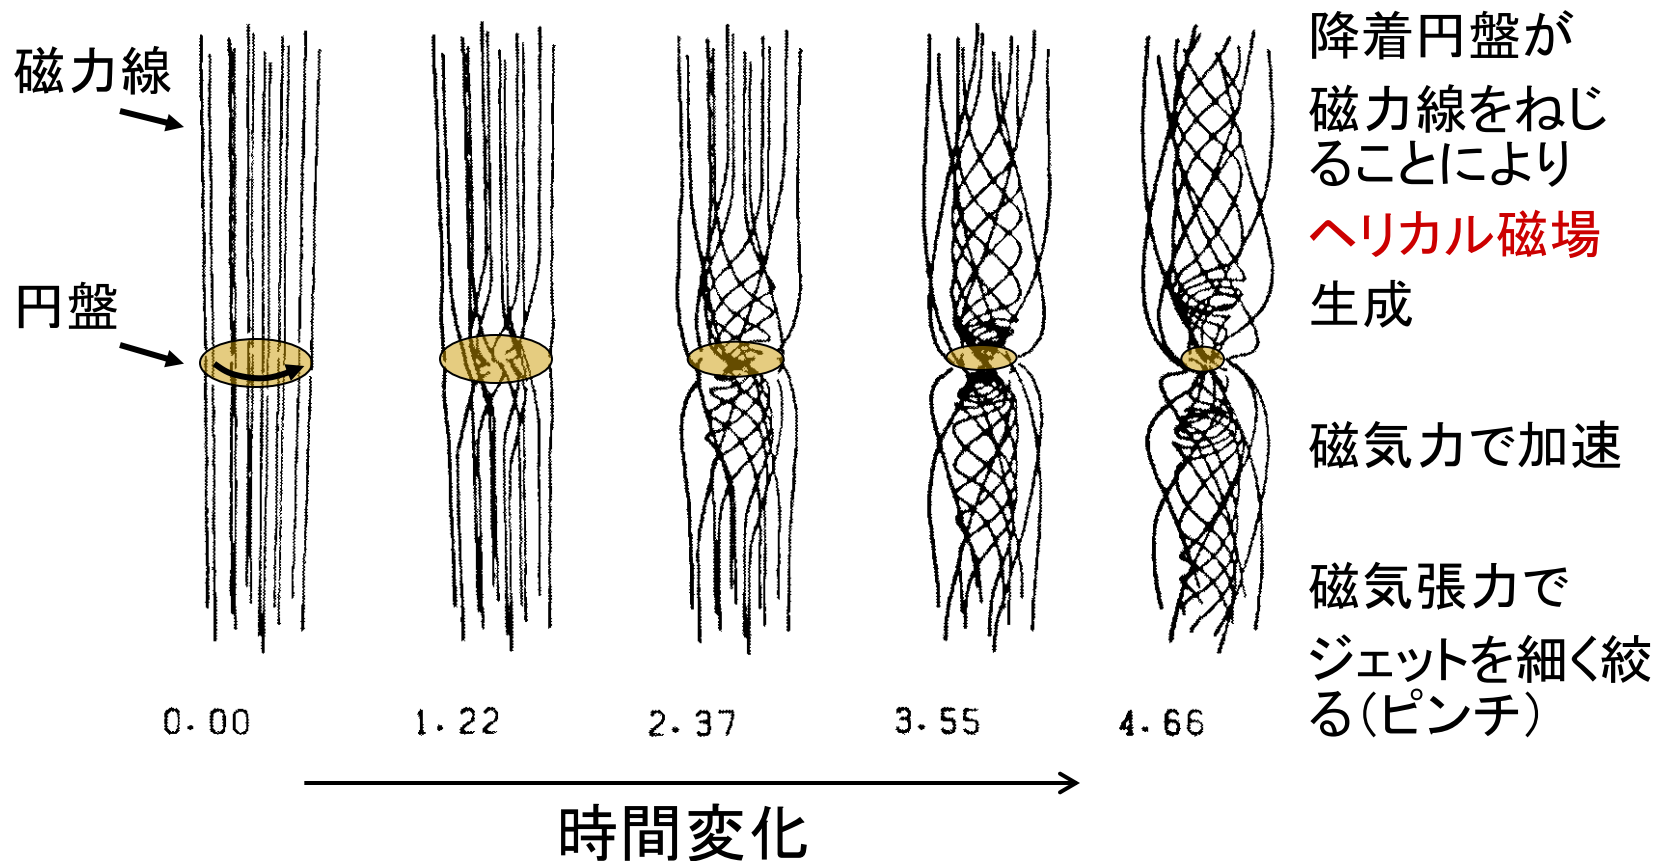 磁力線
円盤
0.00
1.22
2.37
3.55
4.66
時間変化
降着円盤が
磁力線をねじ
ることにより
ヘリカル磁場
生成
磁気力で加速
磁気張力で
ジェットを細く絞
る(ピンチ)